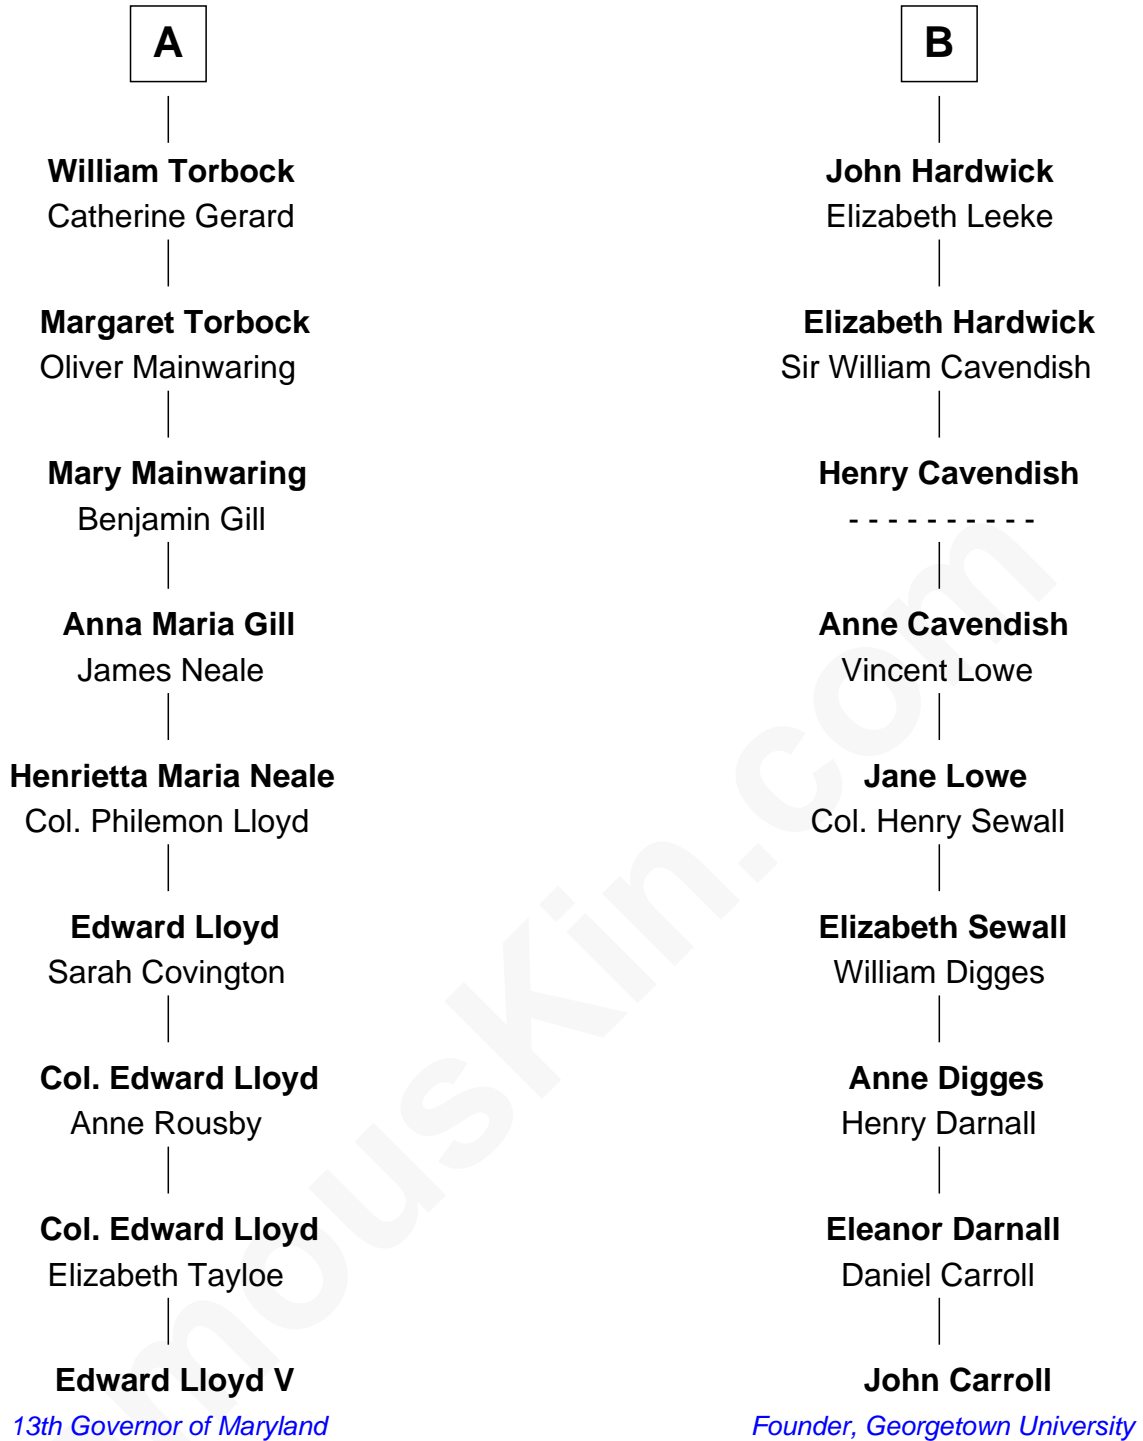 A
William Torbock
Catherine Gerard
Margaret Torbock
Oliver Mainwaring
Mary Mainwaring
Benjamin Gill
Anna Maria Gill
James Neale
Henrietta Maria Neale
Col. Philemon Lloyd
Edward Lloyd
Sarah Covington
Col. Edward Lloyd
Anne Rousby
Col. Edward Lloyd
Elizabeth Tayloe
Edward Lloyd V
13th Governor of Maryland
B
John Hardwick
Elizabeth Leeke
Elizabeth Hardwick
Sir William Cavendish
Henry Cavendish
- - - - - - - - - -
Anne Cavendish
Vincent Lowe
Jane Lowe
Col. Henry Sewall
Elizabeth Sewall
William Digges
Anne Digges
Henry Darnall
Eleanor Darnall
Daniel Carroll
John Carroll
Founder, Georgetown University
mousKin.com